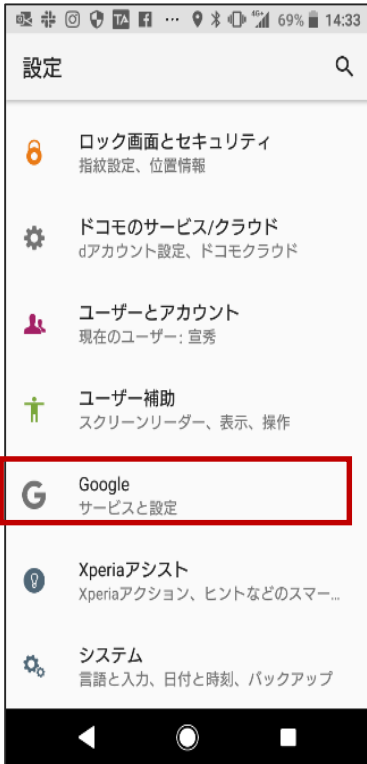 69% 14:33
設定
ロック画面とセキュリティ
指紋設定、位置情報
ドコモのサービス/クラウド
dアカウント設定、ドコモクラウド
ユーザーとアカウント
現在のユーザー: 宣秀
ユーザー補助
スクリーンリーダー、表示、操作
Google
サービスと設定
Xperiaアシスト
Xperiaアクション、ヒントなどのスマー...
システム
言語と入力、日付と時刻、バックアップ